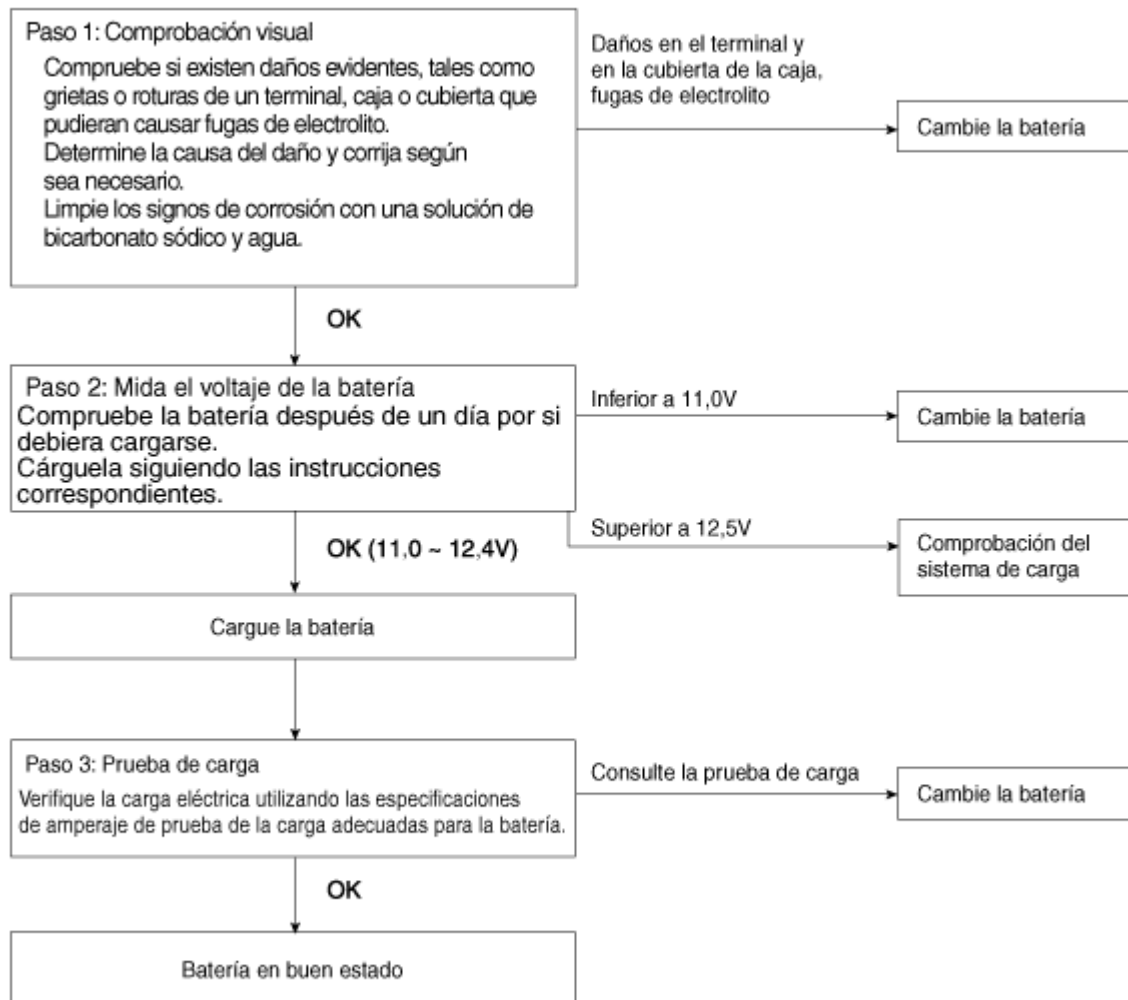 Paso 1: Comprobación visual
Compruebe si existen daños evidentes, tales como
grietas o roturas de un terminal, caja o cubierta que
pudieran causar fugas de electrolito.
Determine la causa del daño y corrija según
sea necesario.
Limpie los signos de corrosión con una solución de
bicarbonato sódico y agua.
Daños en el terminal y
en la cubierta de la caja,
fugas de electrolito
Cambie la batería
OK
Paso 2: Mida el voltaje de la batería
Compruebe la batería después de un día por si
debiera cargarse.
Cárguela siguiendo las instrucciones
correspondientes.
Inferior a 11,0V
Cambie la batería
Superior a 12,5V
Comprobación del
sistema de carga
OK (11,0 ~ 12,4V)
Cargue la batería
Paso 3: Prueba de carga
Verifique la carga eléctrica utilizando las especificaciones
de amperaje de prueba de la carga adecuadas para la batería.
Consulte la prueba de carga
Cambie la batería
OK
Batería en buen estado